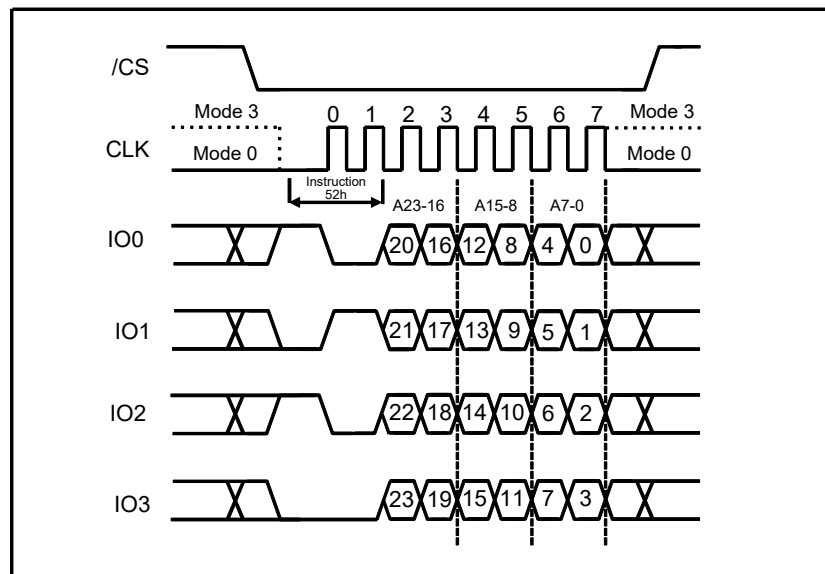 /CS
Mode 3 0 1 2 3 4 5 6 7 Mode 3
CLK
Mode 0 Mode 0
Instruction
52h
A23-16 A15-8 A7-0
IO0 20 16 12 8 4 0
IO1 21 17 13 9 5 1
IO2 22 18 14 10 6 2
IO3 23 19 15 11 7 3